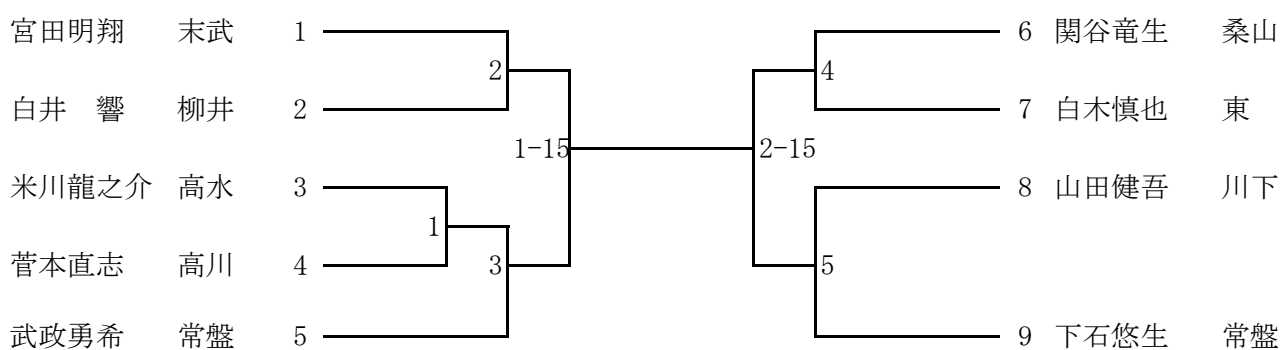 宮田明翔　末武　1
2
白井　響　柳井　2
1-15
米川龍之介　高水　3
1
菅本直志　高川　4
3
武政勇希　常盤　5
6　関谷竜生　桑山
4
7　白木慎也　東
2-15
8　山田健吾　川下
5
9　下石悠生　常盤